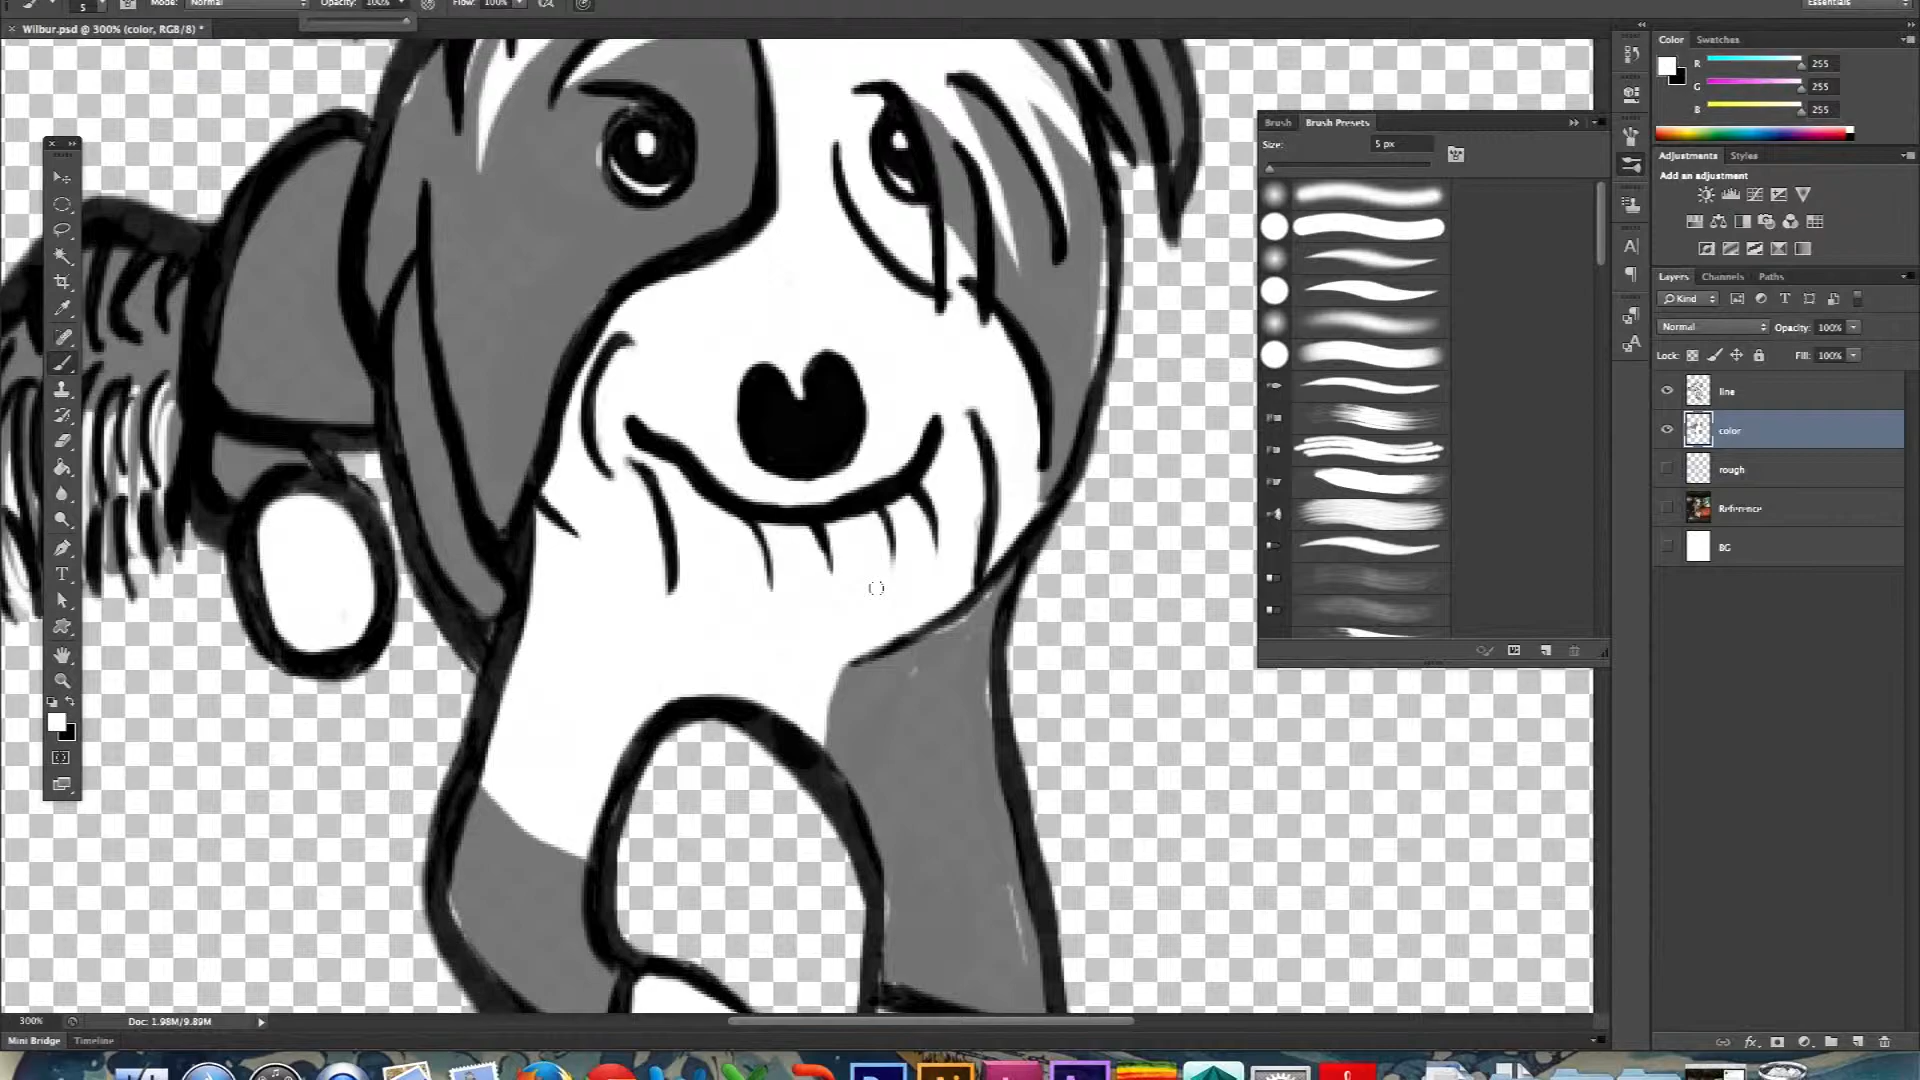 5 Mode: Normal Opacity: 100% Flow: 100% Essentials
× Wilbur.psd @ 300% (color, RGB/8) *
Color Swatches
R 255
G 255
B 255
Brush Brush Presets
Size: 5 px
Adjustments Styles
Add an adjustment
Layers Channels Paths
Kind
Normal Opacity: 100%
Lock: Fill: 100%
line
color
rough
Reference
BG
300% Doc: 1.98M/9.89M
Mini Bridge Timeline